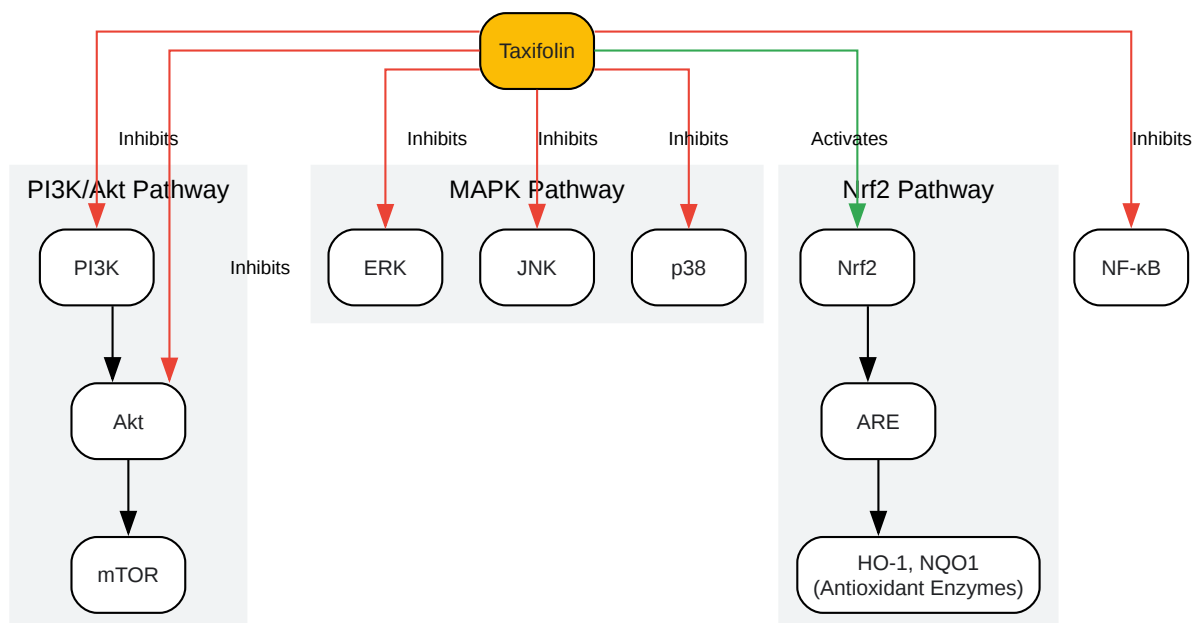 Taxifolin
Inhibits
Inhibits
Inhibits
Inhibits
Activates
Inhibits
PI3K/Akt Pathway
MAPK Pathway
Nrf2 Pathway
PI3K
Inhibits
ERK
JNK
p38
Nrf2
NF-κB
Akt
ARE
mTOR
HO-1, NQO1
(Antioxidant Enzymes)